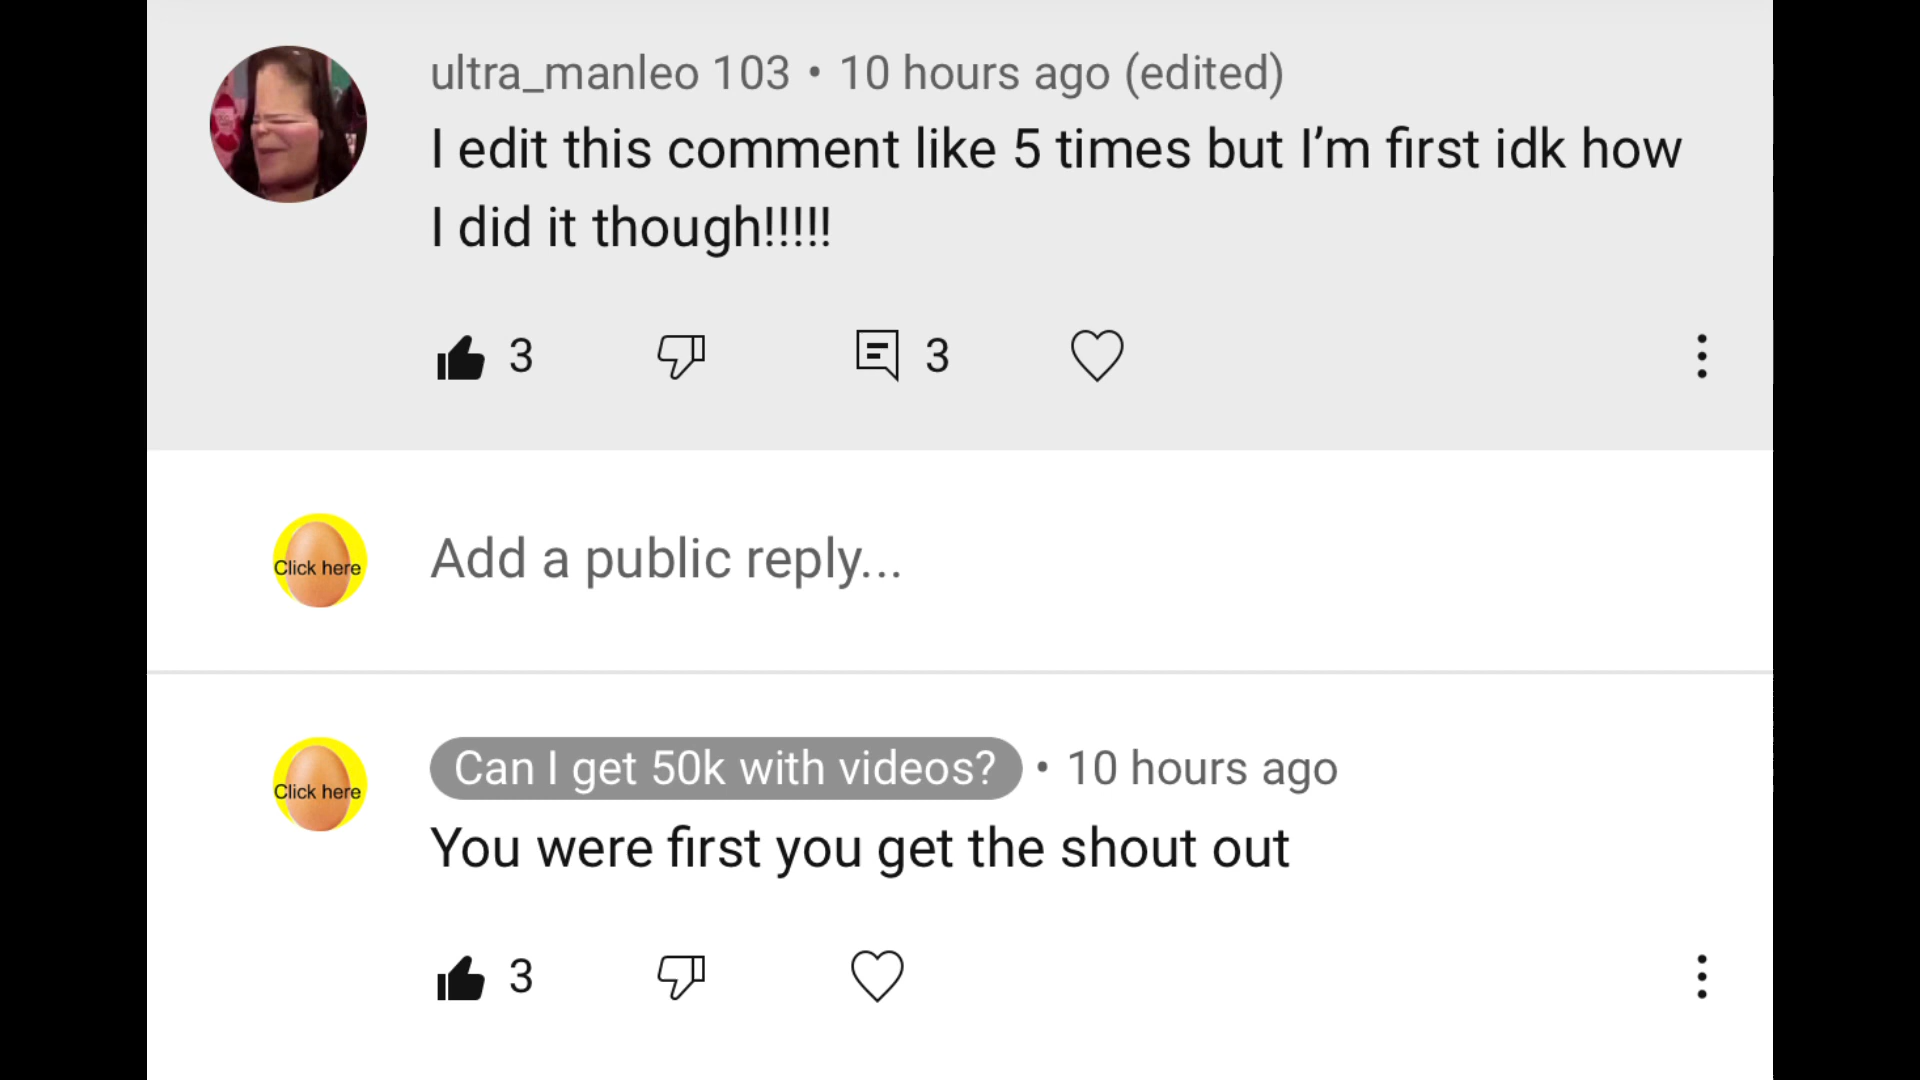 ultra_manleo 103 • 10 hours ago (edited)
I edit this comment like 5 times but I’m first idk how
I did it though!!!!!
3
3
Click here
Add a public reply...
Click here
Can I get 50k with videos? • 10 hours ago
You were first you get the shout out
3